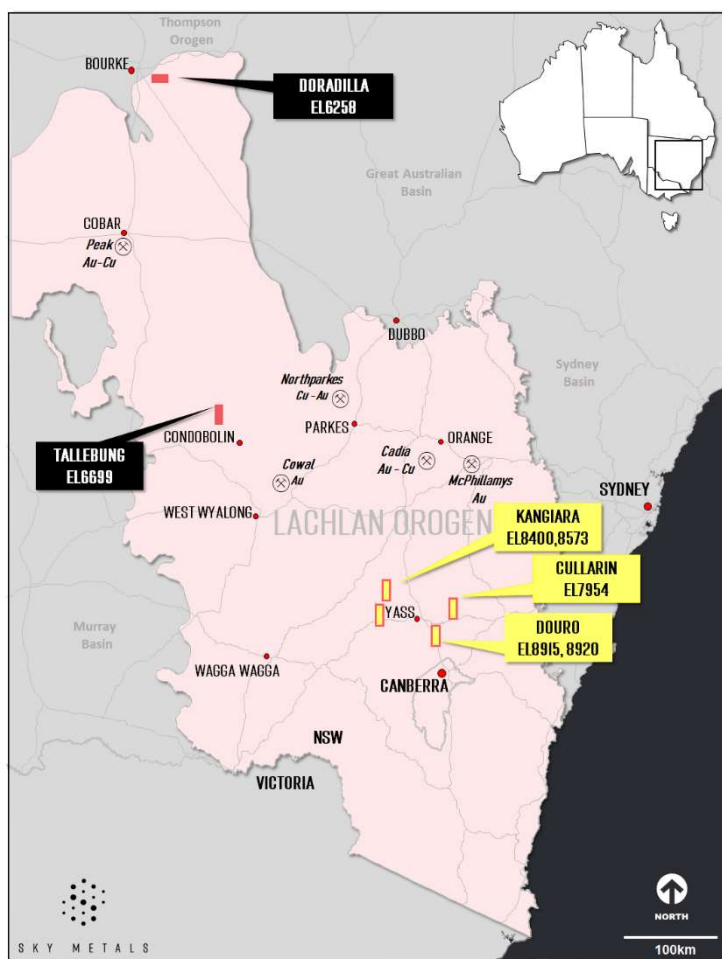 Thompson
Orogen
BOURKE
DORADILLA
EL6258
Great Australian
Basin
COBAR
Peak
Au-Cu
DUBBO
Sydney
Basin
Northparkes
Cu-Au
PARKES
TALLEBUNG
EL6699
CONDOBOLIN
Cadia
Au - Cu
ORANGE
McPhillamys
Au
Cowal
Au
SYDNEY
WEST WYALONG
LACHLAN OROGEN
KANGIARA
EL8400,8573
CULLARIN
EL7954
YASS
DOURO
EL8915, 8920
Murray
Basin
WAGGA WAGGA
CANBERRA
NSW
VICTORIA
NORTH
100km
SKY METALS